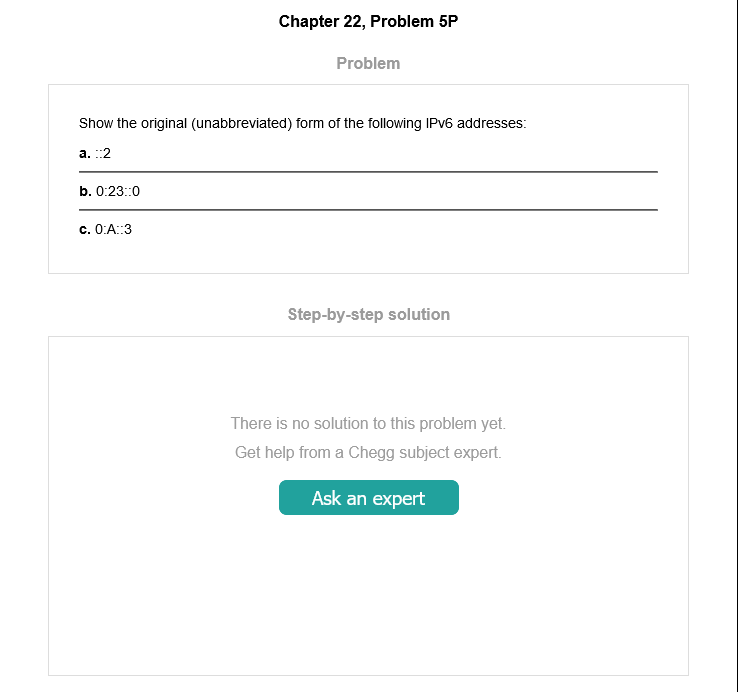 Chapter 22, Problem 5P
Problem
Show the original (unabbreviated) form of the following IPv6 addresses:
a. ::2
b. 0:23::0
c. 0:A::3
Step-by-step solution
There is no solution to this problem yet.
Get help from a Chegg subject expert.
Ask an expert